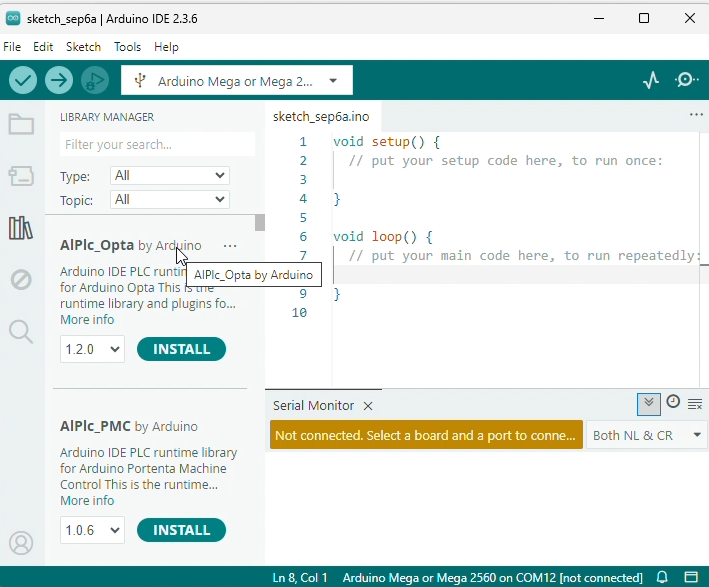 sketch_sep6a | Arduino IDE 2.3.6
File Edit Sketch Tools Help
Arduino Mega or Mega 2...
LIBRARY MANAGER
Filter your search...
Type: All
Topic: All
AlPlc_Opta by Arduino
Arduino IDE PLC runtim
for Arduino Opta This is the
runtime library and plugins fo...
More info
AlPlc_Opta by Arduino
1.2.0 INSTALL
AlPlc_PMC by Arduino
Arduino IDE PLC runtime library
for Arduino Portenta Machine
Control This is the runtime...
More info
1.0.6 INSTALL
sketch_sep6a.ino
1 void setup() {
2 // put your setup code here, to run once:
3
4 }
5
6 void loop() {
7 // put your main code here, to run repeatedly:
9 }
10
Serial Monitor
Not connected. Select a board and a port to conne...
Both NL & CR
Ln 8, Col 1 Arduino Mega or Mega 2560 on COM12 [not connected]